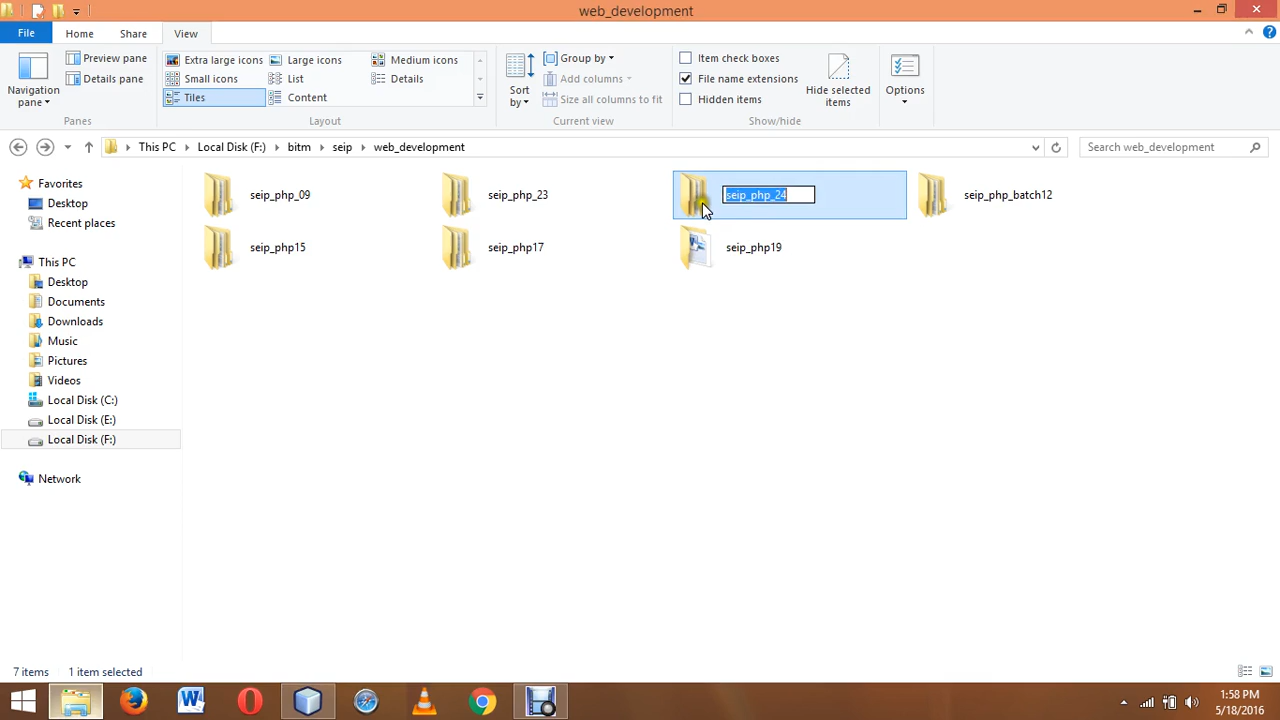 web_development
File
Home
Share
View
Navigation pane
Preview pane
Details pane
Panes
Extra large icons
Large icons
Medium icons
Small icons
List
Details
Tiles
Content
Layout
Sort by
Group by
Add columns
Size all columns to fit
Current view
Item check boxes
File name extensions
Hidden items
Hide selected items
Show/hide
Options
This PC
Local Disk (F:)
bitm
seip
web_development
Search web_development
Favorites
Desktop
Recent places
This PC
Desktop
Documents
Downloads
Music
Pictures
Videos
Local Disk (C:)
Local Disk (E:)
Local Disk (F:)
Network
seip_php_09
seip_php_23
seip_php_24
seip_php_batch12
seip_php15
seip_php17
seip_php19
7 items
1 item selected
1:58 PM
5/18/2016